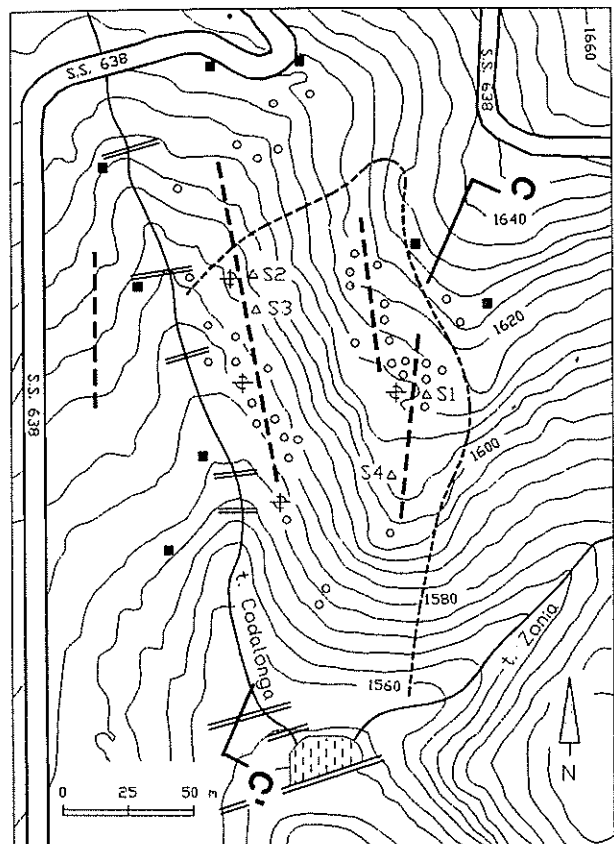 S.S. 638
S.S. 638
1660
C
1640
S2
S3
1620
S.S. 638
S1
1600
S4
t. Codalonga
1580
t. Zonia
1560
N
C'
0 25 50 m